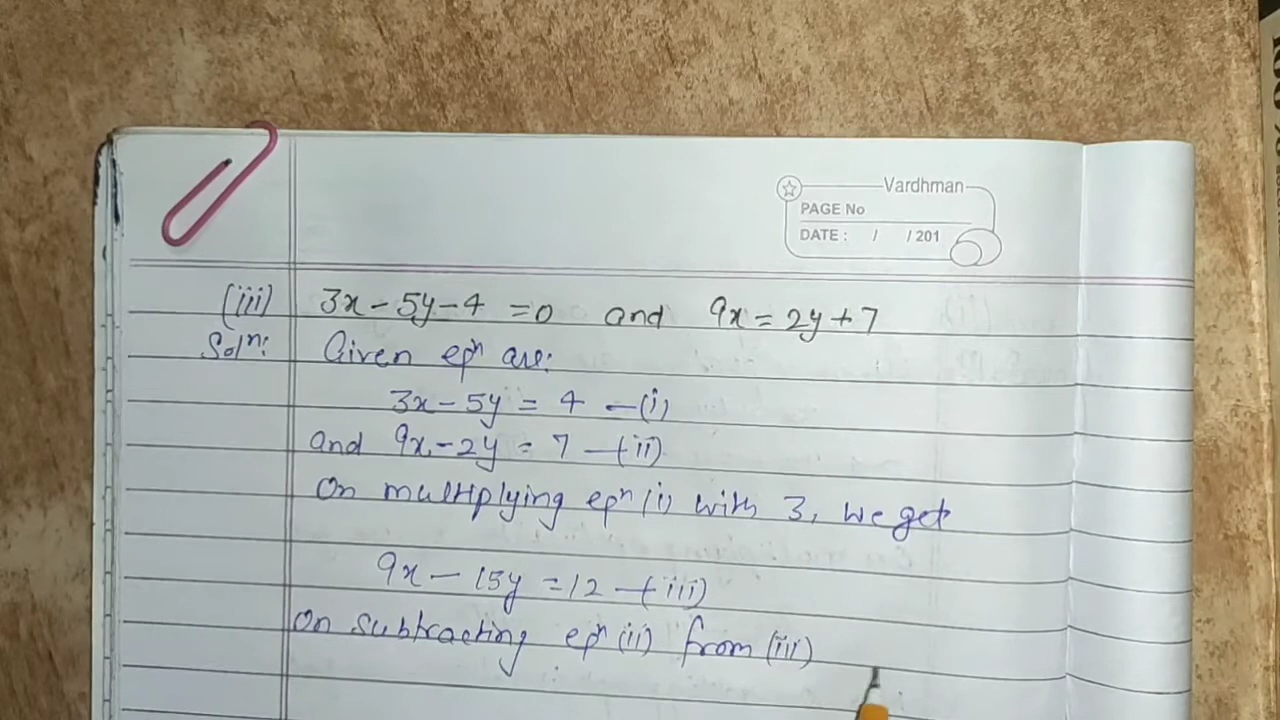 Vardhman
PAGE No
DATE : / / 201
(iii) 3x - 5y - 4 = 0 and 9x = 2y + 7
Solⁿ: Given eqⁿ are:
3x - 5y = 4 —(i)
and 9x - 2y = 7 —(ii)
On multiplying eqⁿ (i) with 3, we get
9x - 15y = 12 —(iii)
On subtracting eqⁿ (ii) from (iii)